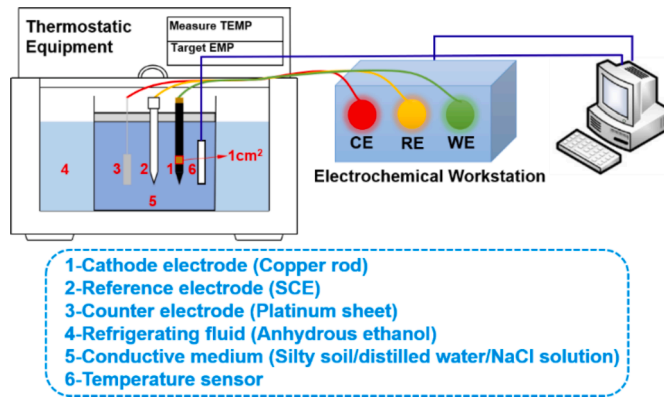 Thermostatic
Equipment
Measure TEMP
Target EMP
CE
RE
WE
Electrochemical Workstation
4
3
2
1
6
1cm²
5
1-Cathode electrode (Copper rod)
2-Reference electrode (SCE)
3-Counter electrode (Platinum sheet)
4-Refrigerating fluid (Anhydrous ethanol)
5-Conductive medium (Silty soil/distilled water/NaCl solution)
6-Temperature sensor